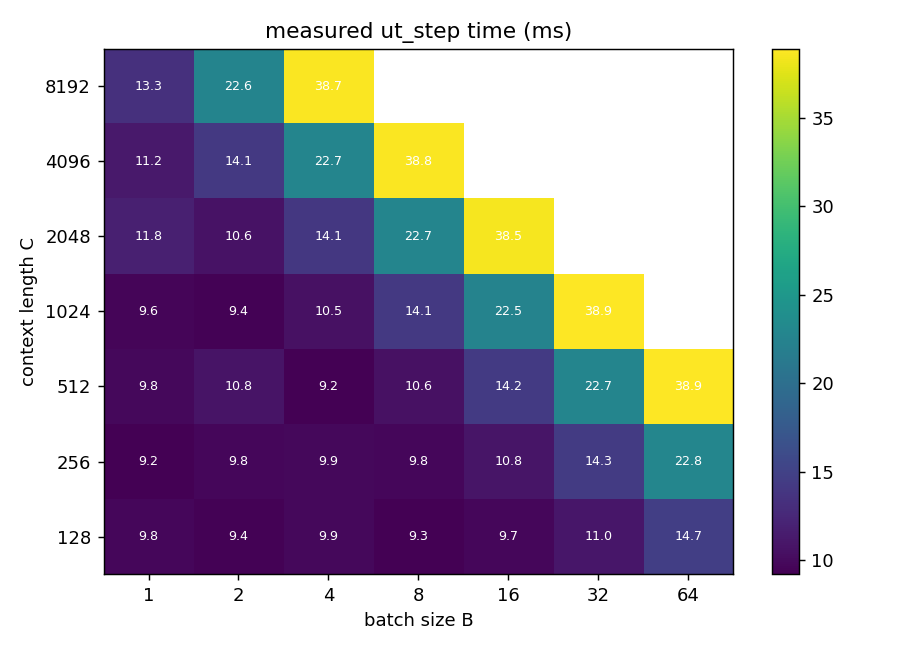 measured ut_step time (ms)
8192 13.3 22.6 38.7
4096 11.2 14.1 22.7 38.8
2048 11.8 10.6 14.1 22.7 38.5
1024 9.6 9.4 10.5 14.1 22.5 38.9
512 9.8 10.8 9.2 10.6 14.2 22.7 38.9
256 9.2 9.8 9.9 9.8 10.8 14.3 22.8
128 9.8 9.4 9.9 9.3 9.7 11.0 14.7
1 2 4 8 16 32 64
batch size B
context length C
35
30
25
20
15
10